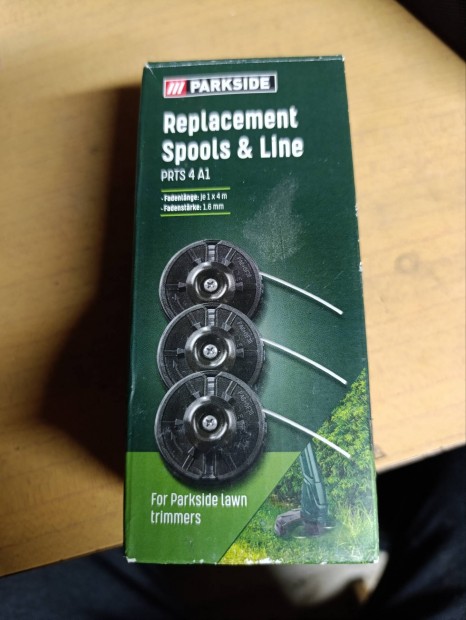 PARKSIDE
Replacement
Spools & Line
PRTS 4 A1
· Fadenlänge: je 1 x 4 m
· Fadenstärke: 1.6 mm
For Parkside lawn
trimmers